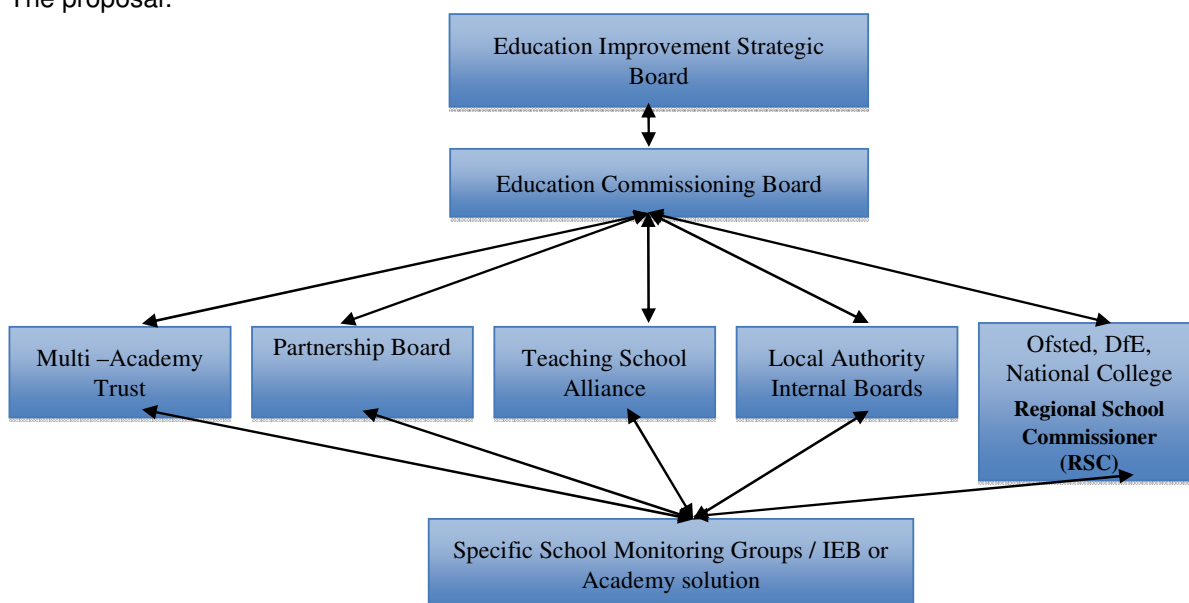 The proposal:
Education Improvement Strategic
Board
Education Commissioning Board
Multi –Academy
Trust
Partnership Board
Teaching School
Alliance
Local Authority
Internal Boards
Ofsted, DfE,
National College
Regional School
Commissioner
(RSC)
Specific School Monitoring Groups / IEB or
Academy solution